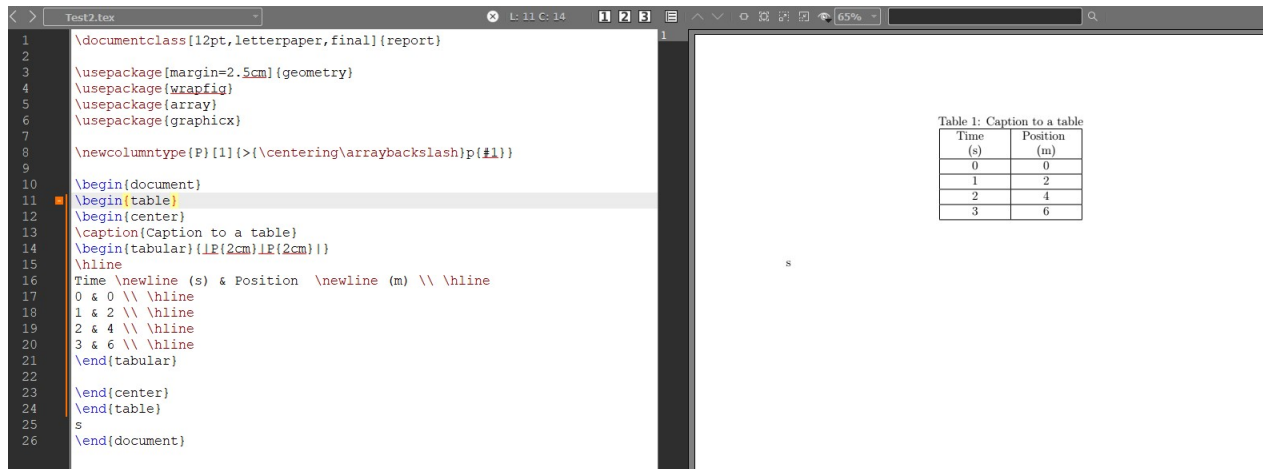 Test2.tex L: 11 C: 14 1 2 3 65%
1 \documentclass[12pt,letterpaper,final]{report}
2
3 \usepackage[margin=2.5cm]{geometry}
4 \usepackage{wrapfig}
5 \usepackage{array}
6 \usepackage{graphicx}
7
8 \newcolumntype{P}[1]{>{\centering\arraybackslash}p{#1}}
9
10 \begin{document}
11 \begin{table}
12 \begin{center}
13 \caption{Caption to a table}
14 \begin{tabular}{|P{2cm}|P{2cm}|}
15 \hline
16 Time \newline (s) & Position  \newline (m) \\ \hline
17 0 & 0 \\ \hline
18 1 & 2 \\ \hline
19 2 & 4 \\ \hline
20 3 & 6 \\ \hline
21 \end{tabular}
22
23 \end{center}
24 \end{table}
25 s
26 \end{document}
1
Table 1: Caption to a table
Time Position
(s) (m)
0 0
1 2
2 4
3 6
s